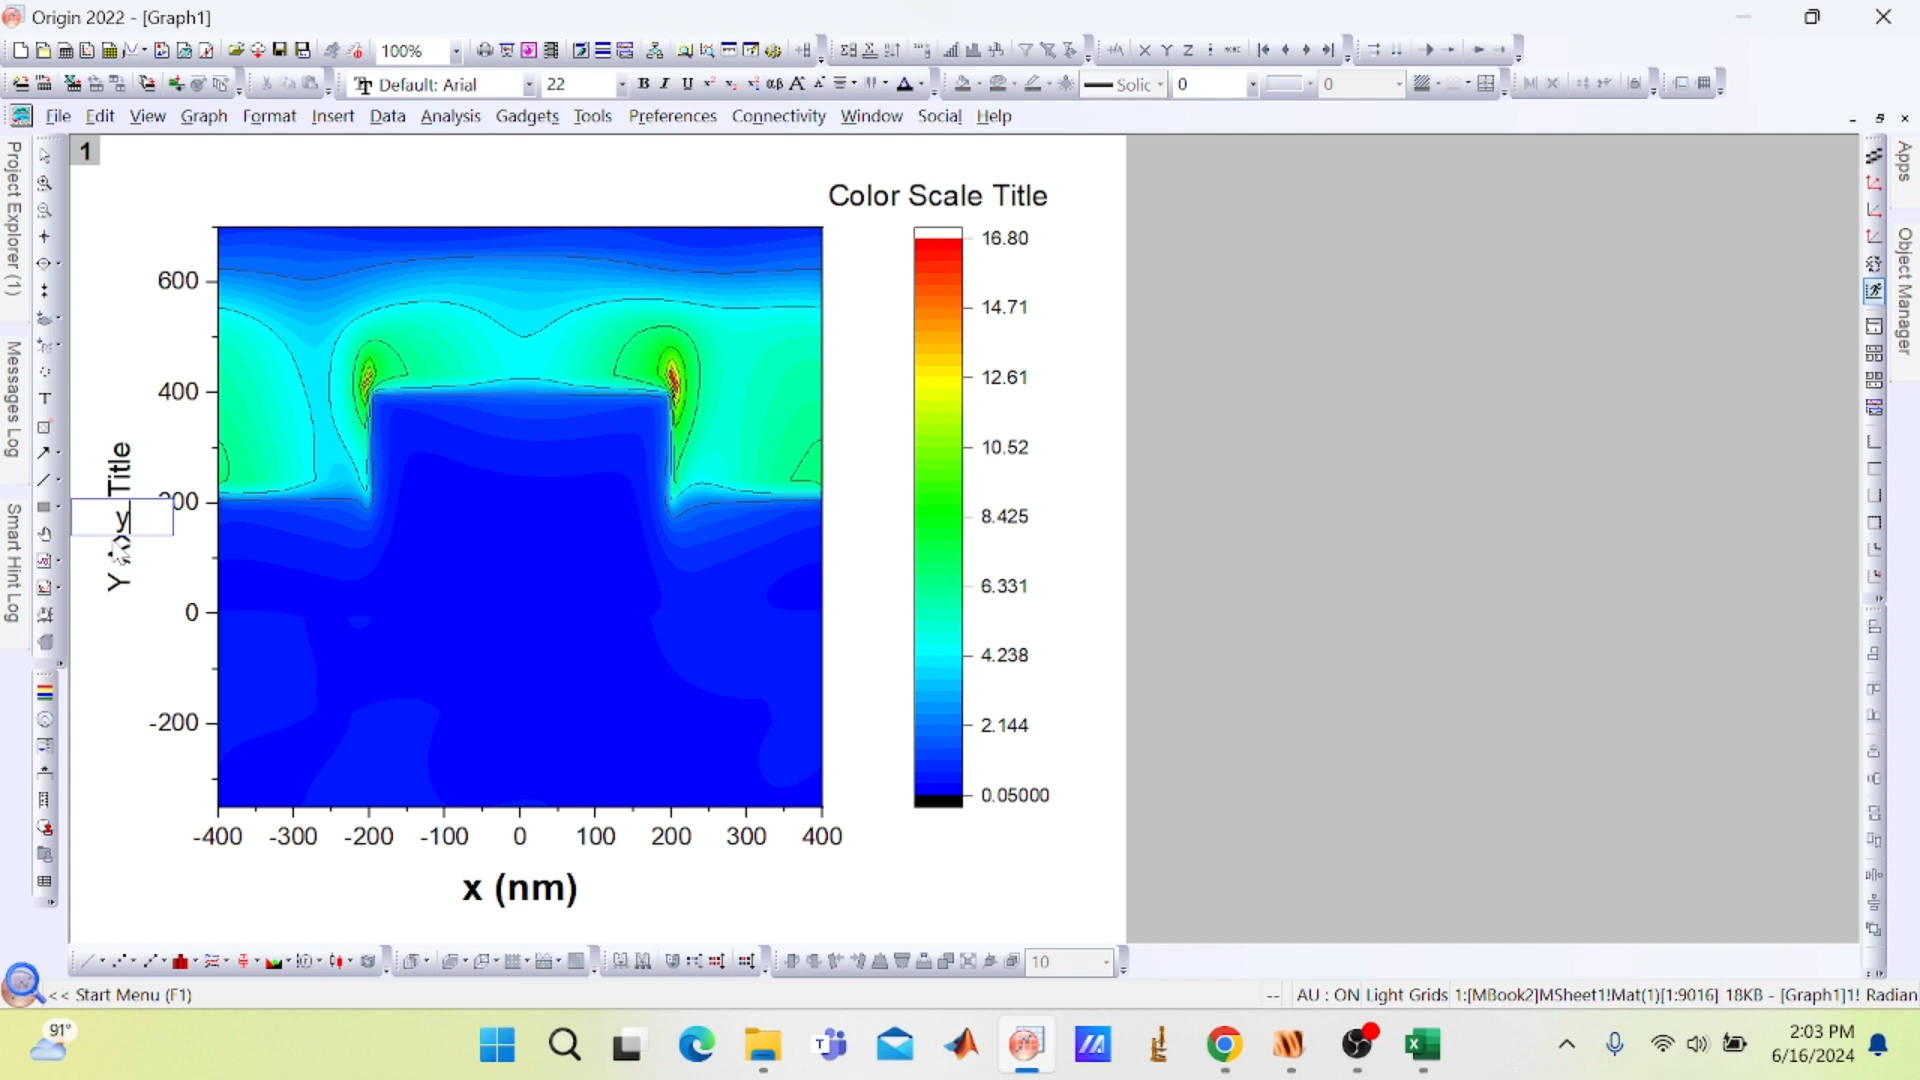 Origin 2022 - [Graph1]
100%
Default: Arial
22
B I U
αβ A A
Solic
0
0
File Edit View Graph Format Insert Data Analysis Gadgets Tools Preferences Connectivity Window Social Help
Project Explorer (1)
Messages Log
Smart Hint Log
Apps
Object Manager
1
Color Scale Title
16.80
14.71
12.61
10.52
8.425
6.331
4.238
2.144
0.05000
600
400
0
-200
Title
Y
-400 -300 -200 -100 0 100 200 300 400
x (nm)
10
<< Start Menu (F1)
-- AU : ON Light Grids 1:[MBook2]MSheet1!Mat(1)[1:9016] 18KB - [Graph1]1! Radian
91°
2:03 PM
6/16/2024